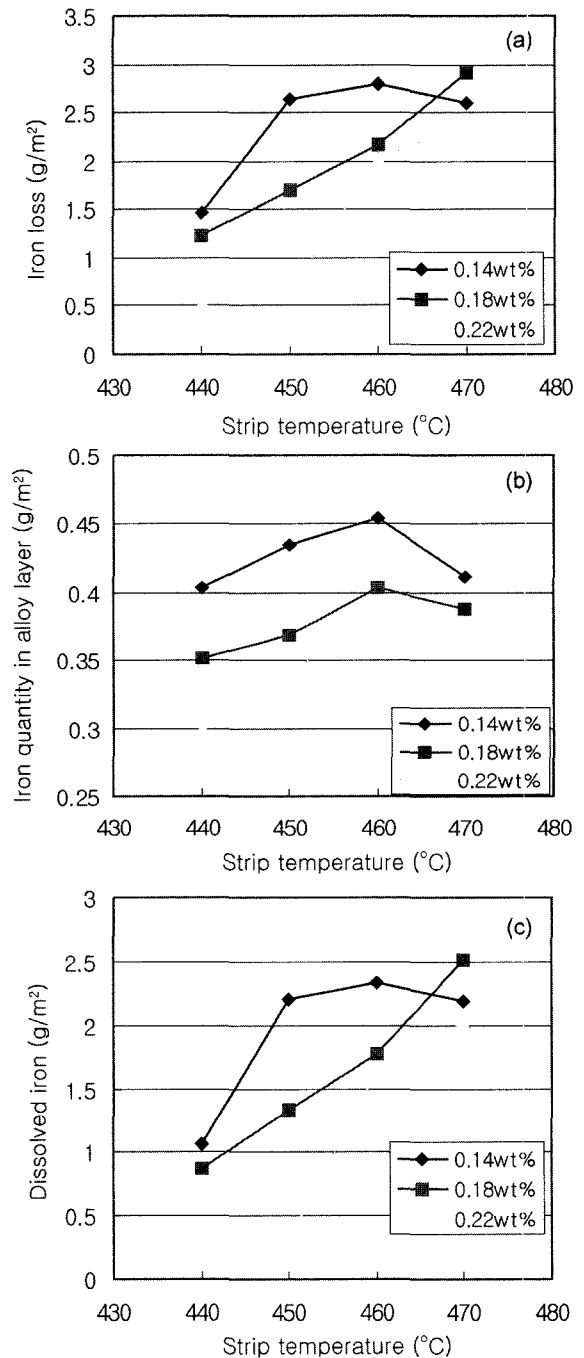 (a)
Iron loss (g/m²)
3.5
3
2.5
2
1.5
1
0.5
0
0.14wt%
0.18wt%
0.22wt%
430 440 450 460 470 480
Strip temperature (°C)
(b)
Iron quantity in alloy layer (g/m²)
0.5
0.45
0.4
0.35
0.3
0.25
0.14wt%
0.18wt%
0.22wt%
430 440 450 460 470 480
Strip temperature (°C)
(c)
Dissolved iron (g/m²)
3
2.5
2
1.5
1
0.5
0
0.14wt%
0.18wt%
0.22wt%
430 440 450 460 470 480
Strip temperature (°C)